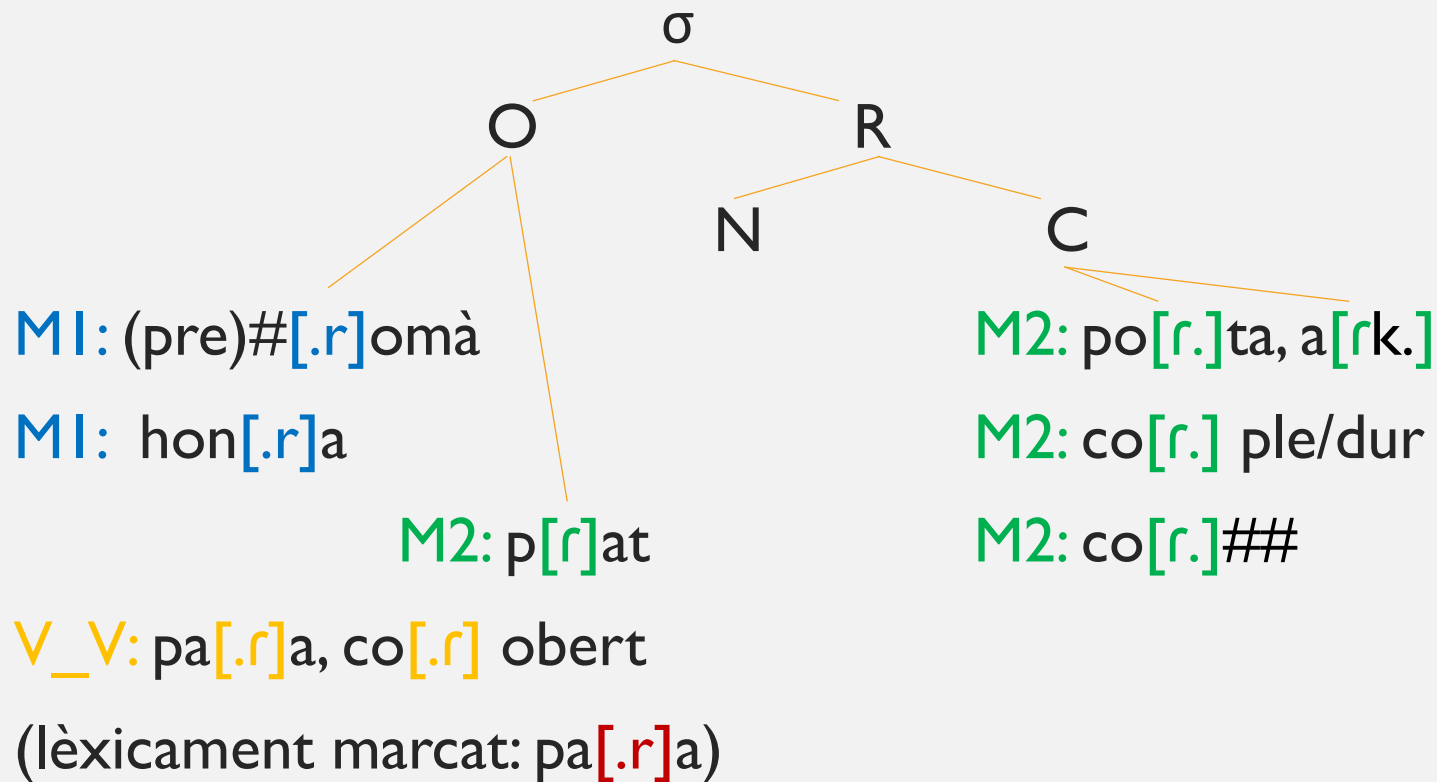 σ
O R
N C
M1: (pre)#[.r]omà
M2: po[ɾ.]ta, a[ɾk.]
M1: hon[.r]a
M2: co[ɾ.] ple/dur
M2: p[ɾ]at
M2: co[ɾ.]##
V_V: pa[.ɾ]a, co[.ɾ] obert
(lèxicament marcat: pa[.r]a)